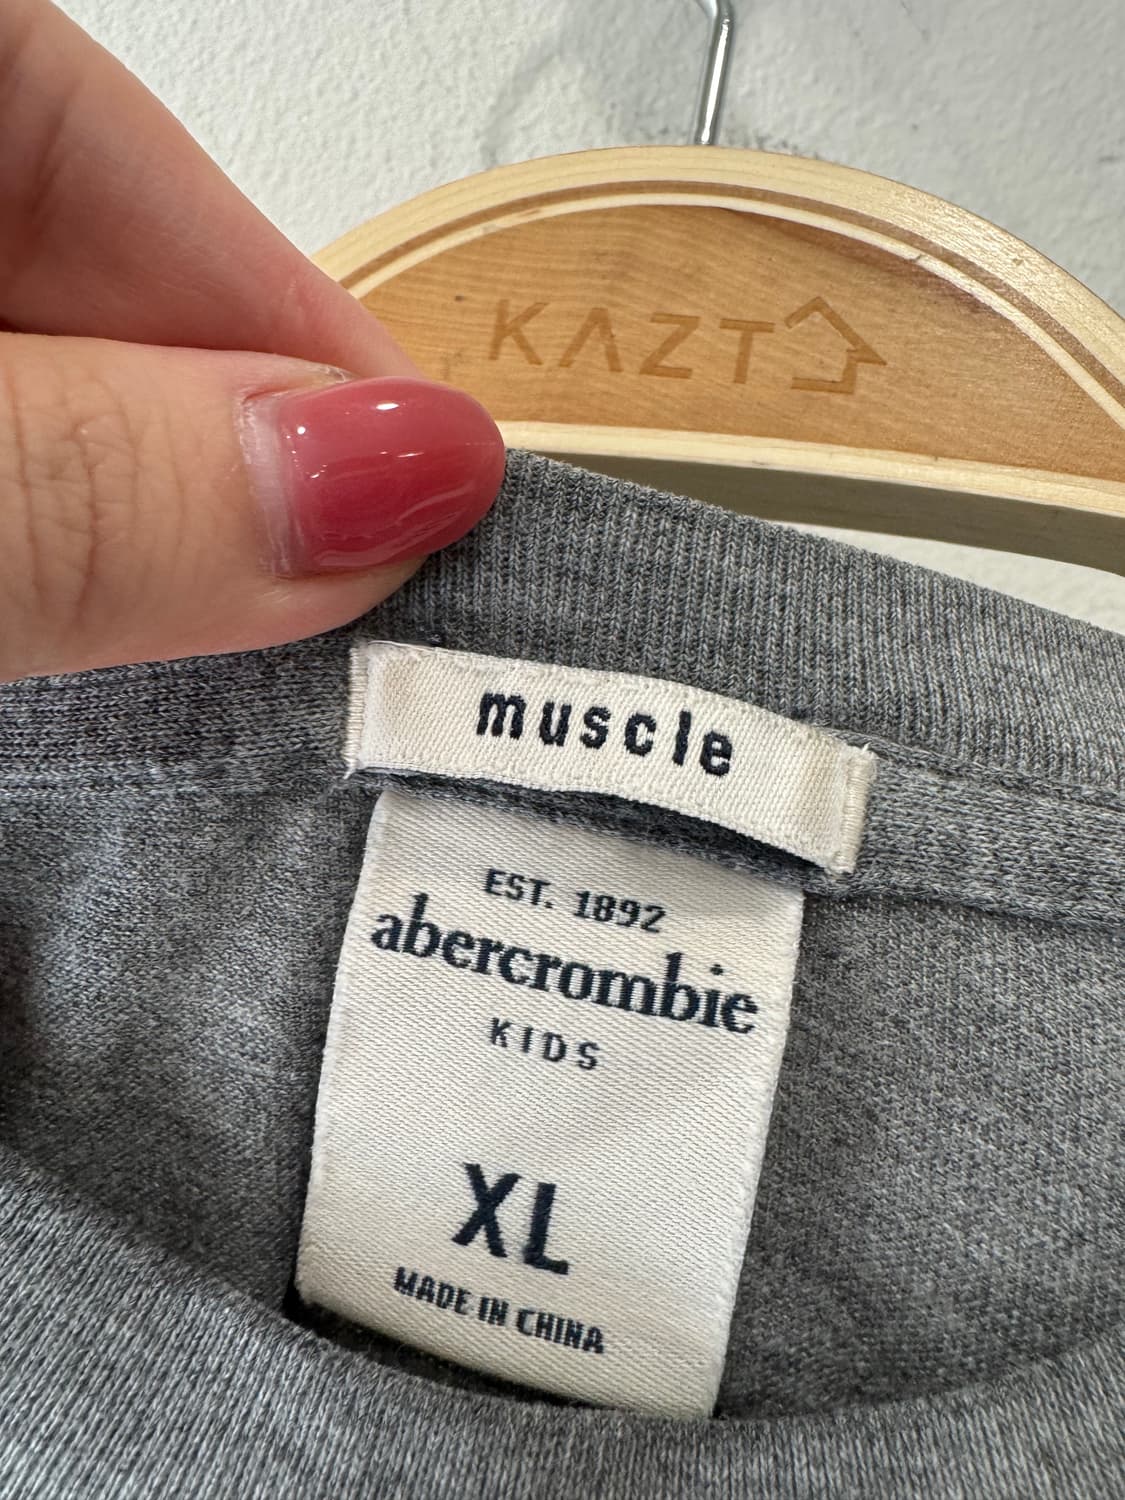 KAZT
muscle
EST. 1892
abercrombie
KIDS
XL
MADE IN CHINA